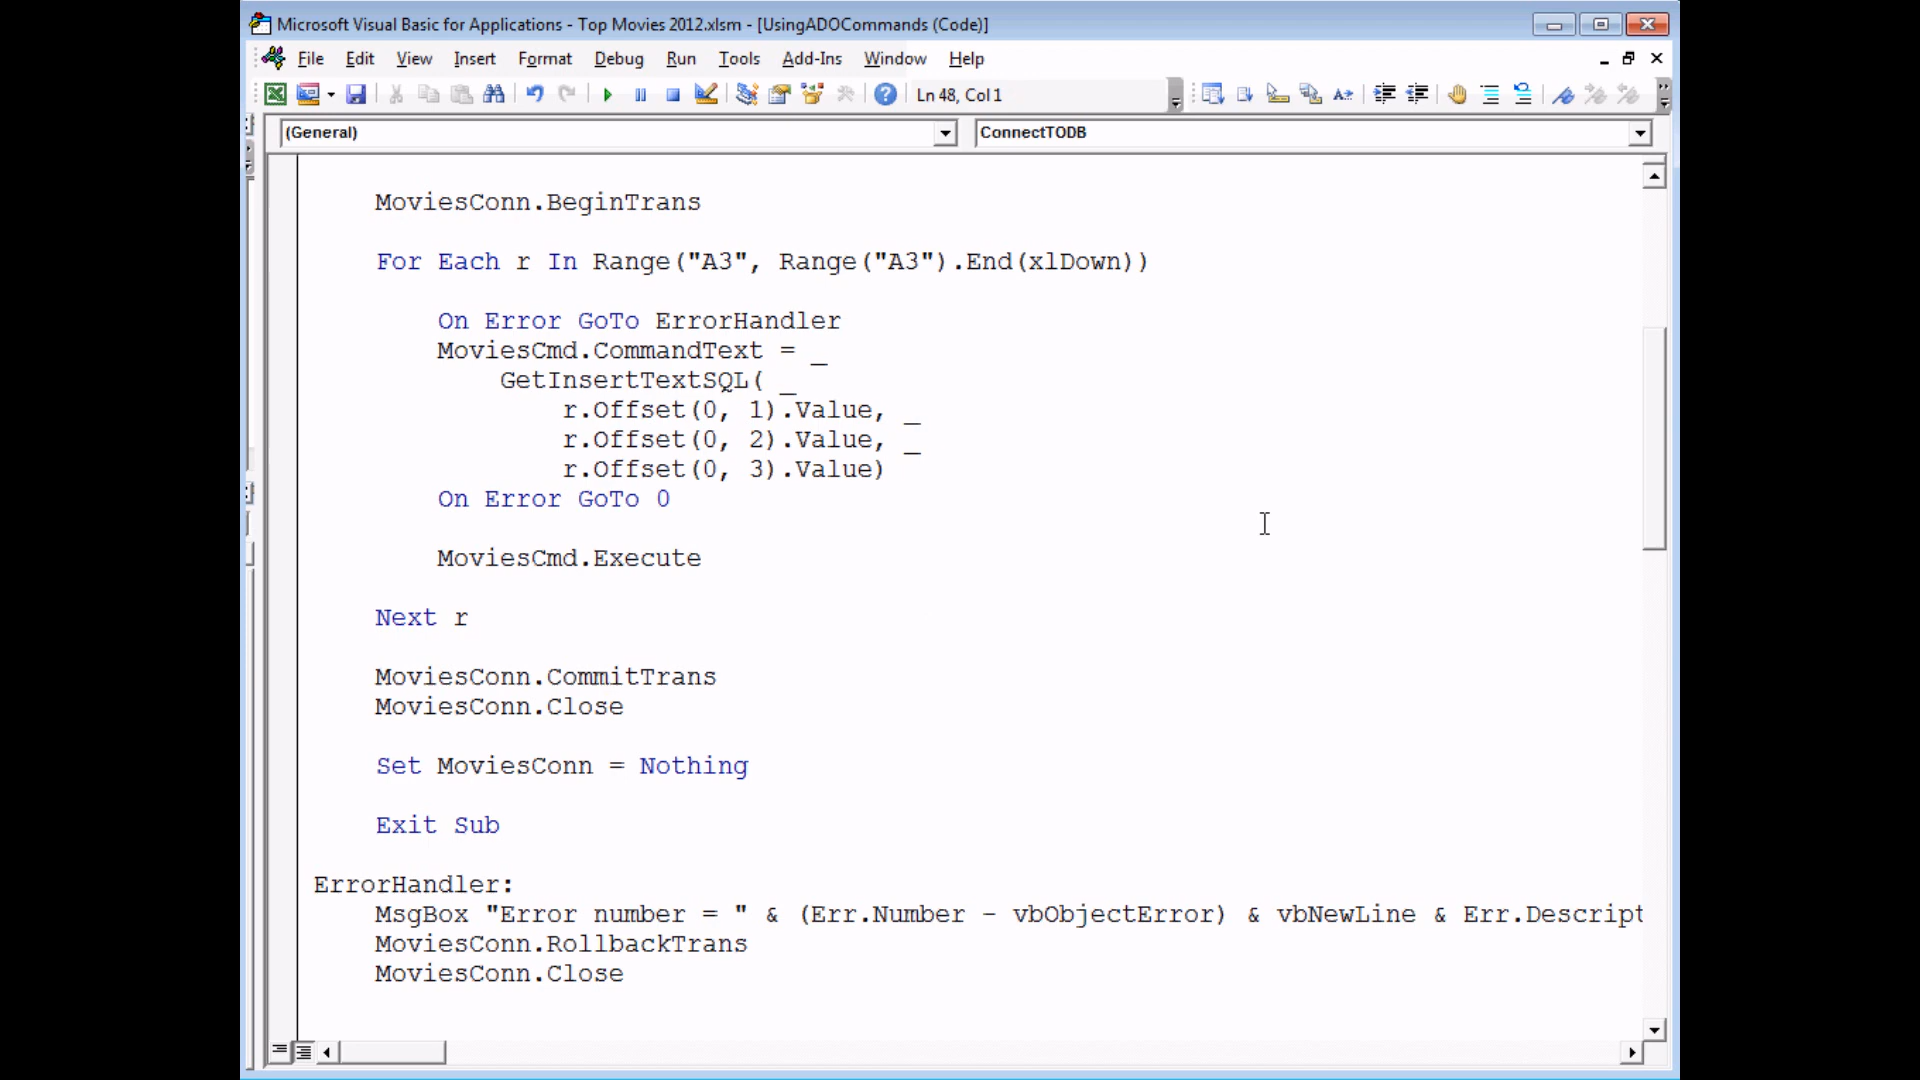 Microsoft Visual Basic for Applications - Top Movies 2012.xlsm - [UsingADOCommands (Code)]
File Edit View Insert Format Debug Run Tools Add-Ins Window Help
Ln 48, Col 1
(General) ConnectTODB
MoviesConn.BeginTrans
For Each r In Range("A3", Range("A3").End(xlDown))
On Error GoTo ErrorHandler
MoviesCmd.CommandText = _
GetInsertTextSQL( _
r.Offset(0, 1).Value, _
r.Offset(0, 2).Value, _
r.Offset(0, 3).Value)
On Error GoTo 0
MoviesCmd.Execute
Next r
MoviesConn.CommitTrans
MoviesConn.Close
Set MoviesConn = Nothing
Exit Sub
ErrorHandler:
MsgBox "Error number = " & (Err.Number - vbObjectError) & vbNewLine & Err.Descript
MoviesConn.RollbackTrans
MoviesConn.Close